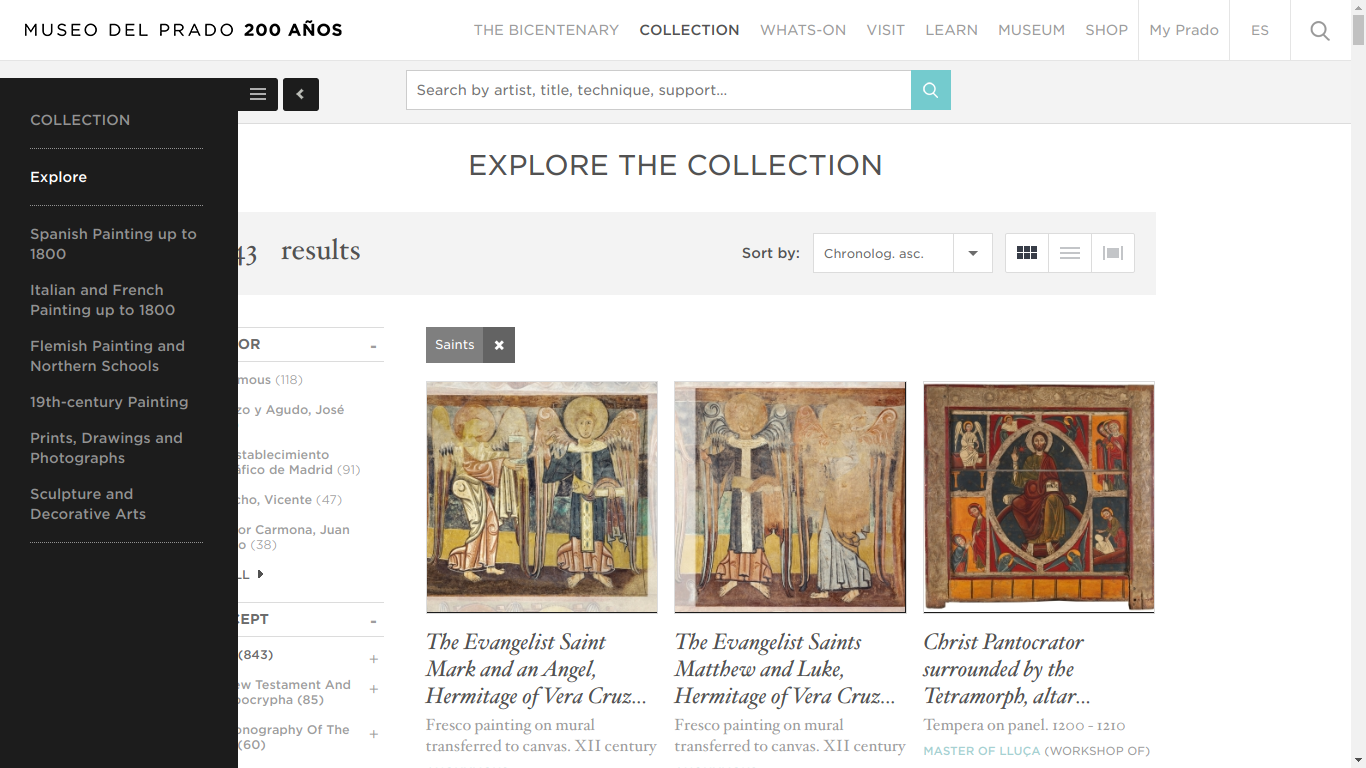 MUSEO DEL PRADO 200 AÑOS
THE BICENTENARY
COLLECTION
WHATS-ON
VISIT
LEARN
MUSEUM
SHOP
My Prado
ES
Search by artist, title, technique, support...
COLLECTION
Explore
Spanish Painting up to
1800
Italian and French
Painting up to 1800
Flemish Painting and
Northern Schools
19th-century Painting
Prints, Drawings and
Photographs
Sculpture and
Decorative Arts
EXPLORE THE COLLECTION
43 results
Sort by:
Chronolog. asc.
OR
-
mous (118)
zo y Agudo, José
stablecimiento
áfico de Madrid (91)
cho, Vicente (47)
or Carmona, Juan
o (38)
LL
CEPT
-
(843)
+
ew Testament And
pocrypha (85)
+
onography Of The
(60)
+
Saints
The Evangelist Saint
Mark and an Angel,
Hermitage of Vera Cruz...
Fresco painting on mural
transferred to canvas. XII century
The Evangelist Saints
Matthew and Luke,
Hermitage of Vera Cruz...
Fresco painting on mural
transferred to canvas. XII century
Christ Pantocrator
surrounded by the
Tetramorph, altar...
Tempera on panel. 1200 - 1210
MASTER OF LLUÇA (WORKSHOP OF)